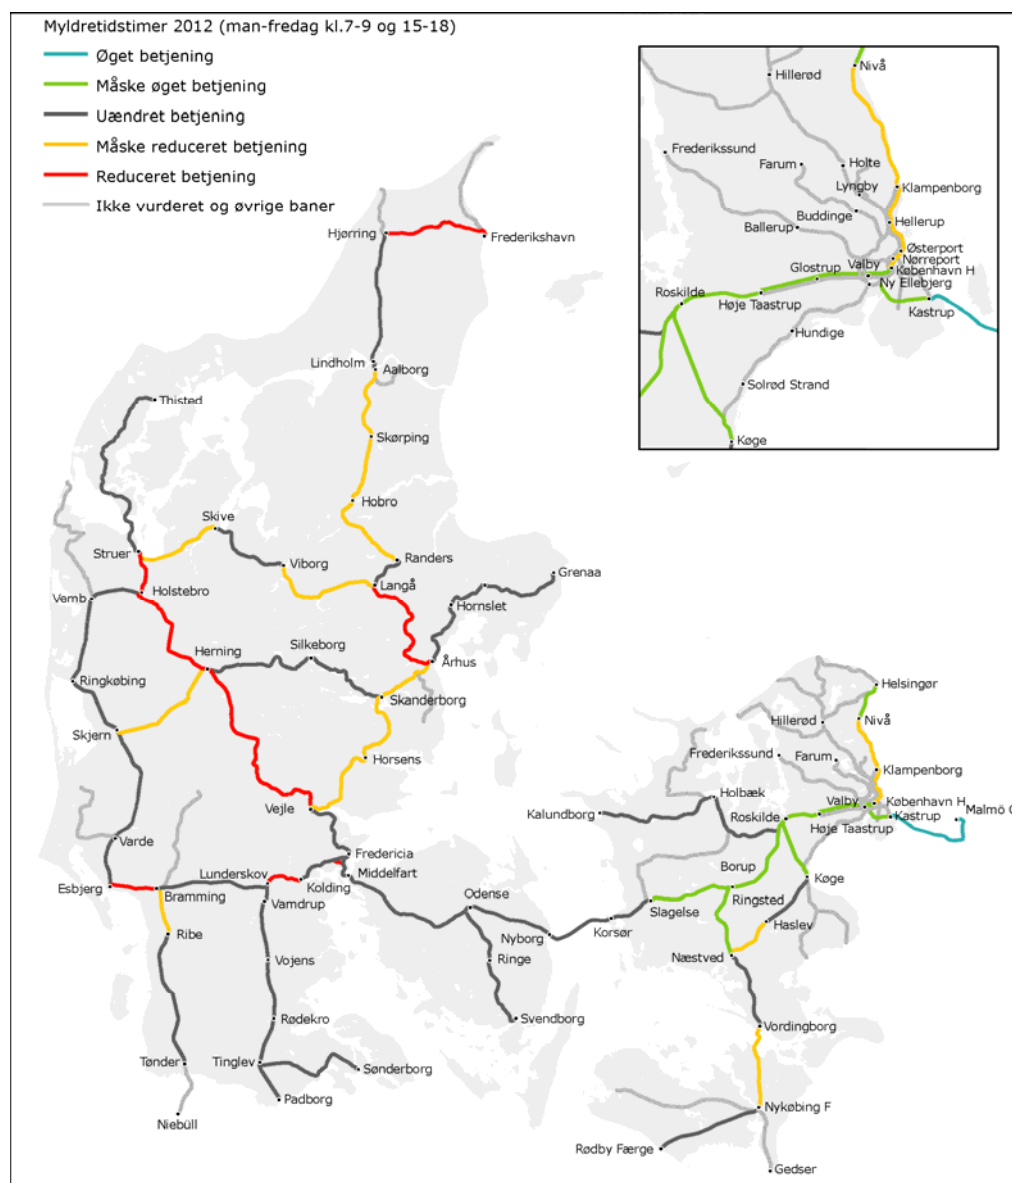 Myldretidstimer 2012 (man-fredag kl.7-9 og 15-18)
Øget betjening
Måske øget betjening
Uændret betjening
Måske reduceret betjening
Reduceret betjening
Ikke vurderet og øvrige baner
Nivå
Hillerød
Frederikssund
Farum
Holte
Lyngby
Klampenborg
Buddinge
Hellerup
Ballerup
Østerport
Nørreport
Valby
København H
Glostrup
Ny Ellebjerg
Roskilde
Høje Taastrup
Kastrup
Hundige
Solrød Strand
Køge
Hjørring
Frederikshavn
Lindholm
Aalborg
Thisted
Skørping
Hobro
Skive
Struer
Viborg
Randers
Langå
Grenaa
Holstebro
Vemb
Hornslet
Silkeborg
Herning
Århus
Ringkøbing
Skanderborg
Skjern
Horsens
Vejle
Varde
Fredericia
Lunderskov
Kolding
Middelfart
Esbjerg
Bramming
Vamdrup
Odense
Ribe
Nyborg
Korsør
Ringe
Vojens
Svendborg
Rødekro
Tønder
Tinglev
Sønderborg
Padborg
Niebüll
Helsingør
Hillerød
Nivå
Frederikssund
Farum
Klampenborg
Holbæk
Kalundborg
Valby
København H
Malmö C
Roskilde
Kastrup
Høje Taastrup
Borup
Køge
Ringsted
Slagelse
Haslev
Næstved
Vordingborg
Nykøbing F
Rødby Færge
Gedser